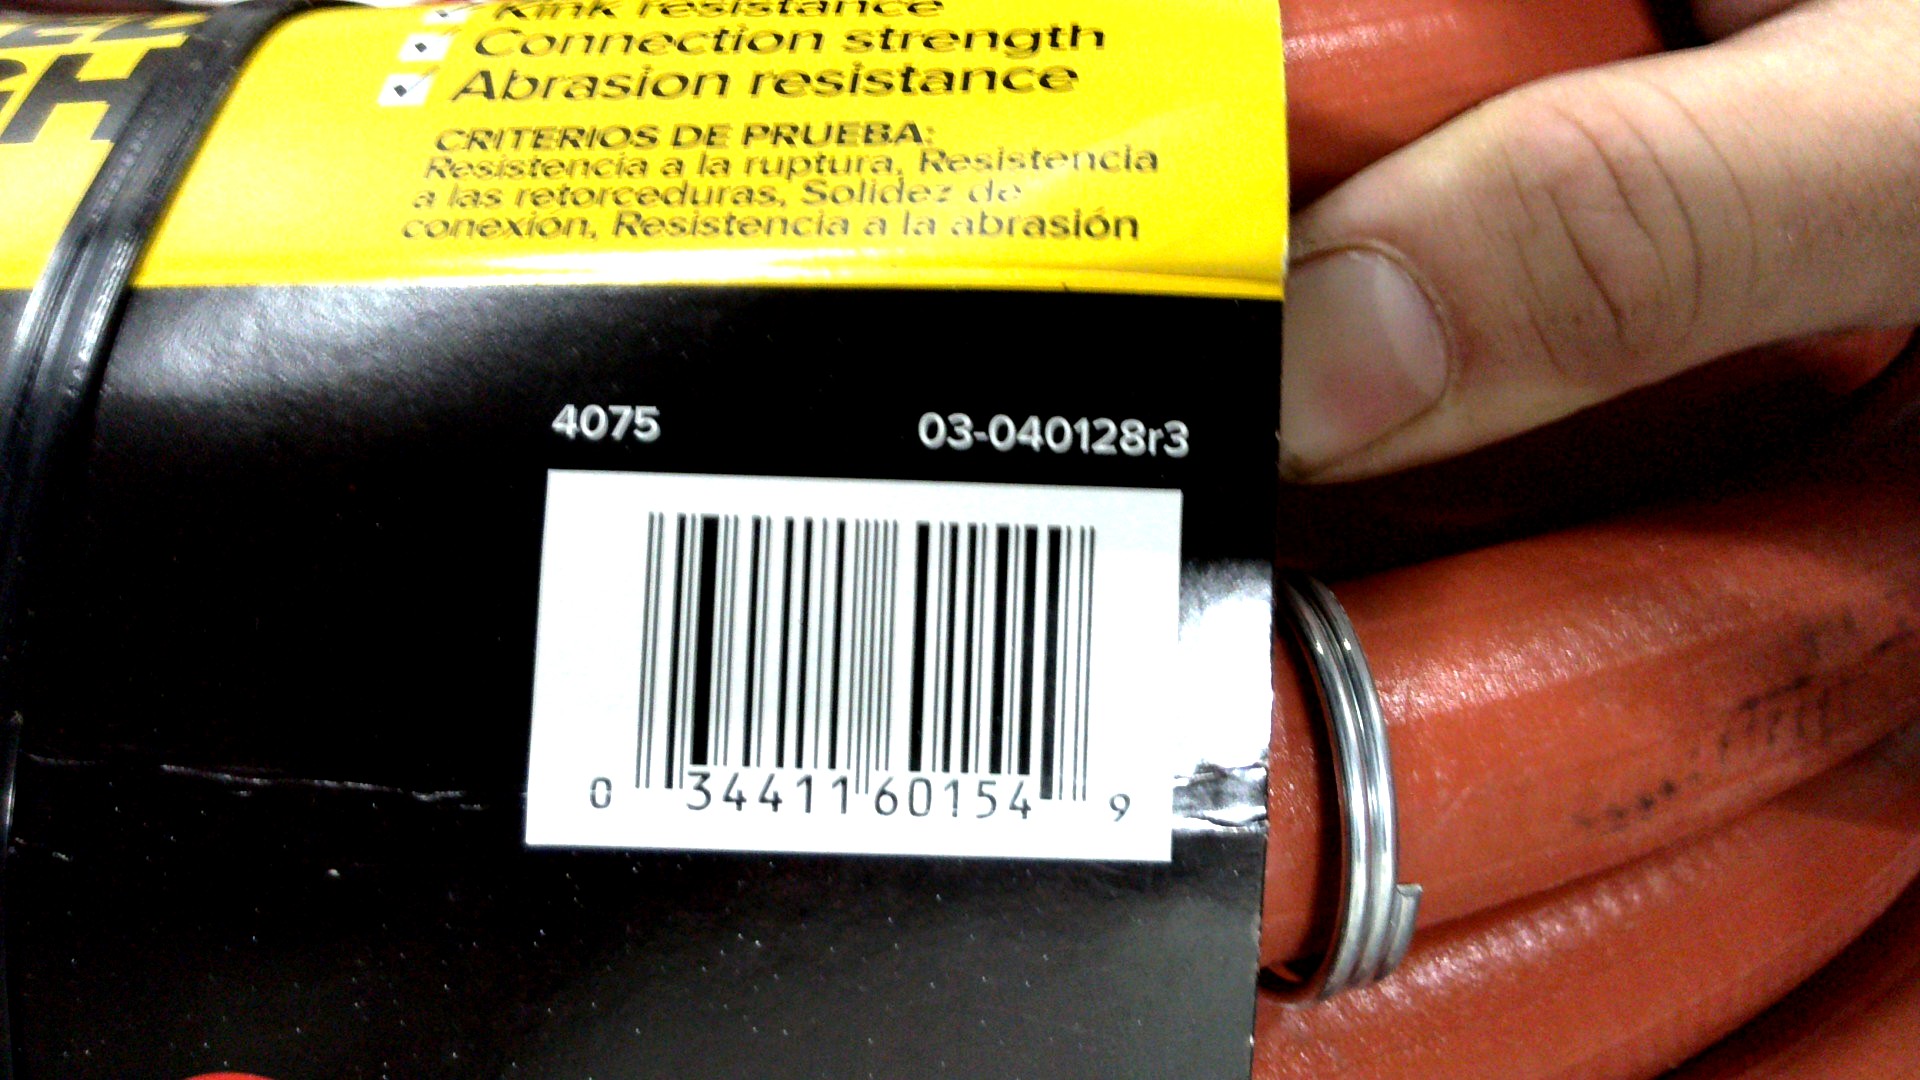 Kink resistance
Connection strength
Abrasion resistance
CRITERIOS DE PRUEBA:
Resistencia a la ruptura, Resistencia
a las retorceduras, Solidez de
conexión, Resistencia a la abrasión
4075 03-040128r3
0 34411 60154 9